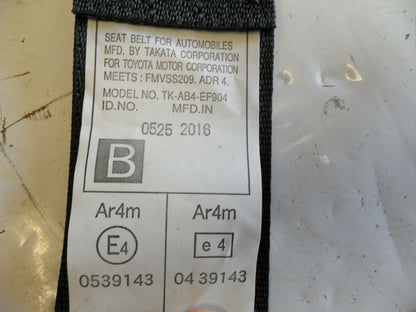 SEAT BELT FOR AUTOMOBILES
MFD. BY TAKATA CORPORATION
FOR TOYOTA MOTOR CORPORATION
MEETS : FMVSS209. ADR 4.
MODEL NO. TK-AB4-EF904
ID.NO. MFD.IN
0525 2016
B
Ar4m Ar4m
E4 e 4
0539143 04 39143